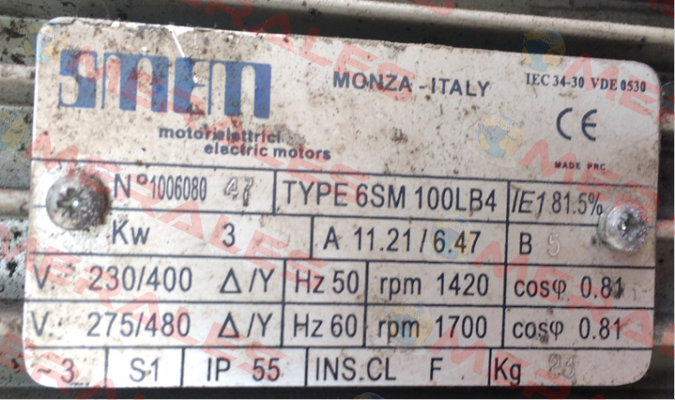 SMEM
MONZA - ITALY
IEC 34-30 VDE 0530
motorielettrici
electric motors
CE
MADE PRC
N° 1006080 47 TYPE 6SM 100LB4 IE1 81.5%
Kw 3 A 11.21/6.47 B 5
V. 230/400 Δ/Y Hz 50 rpm 1420 cosφ 0.81
V. 275/480 Δ/Y Hz 60 rpm 1700 cosφ 0.81
~3 S1 IP 55 INS.CL F Kg